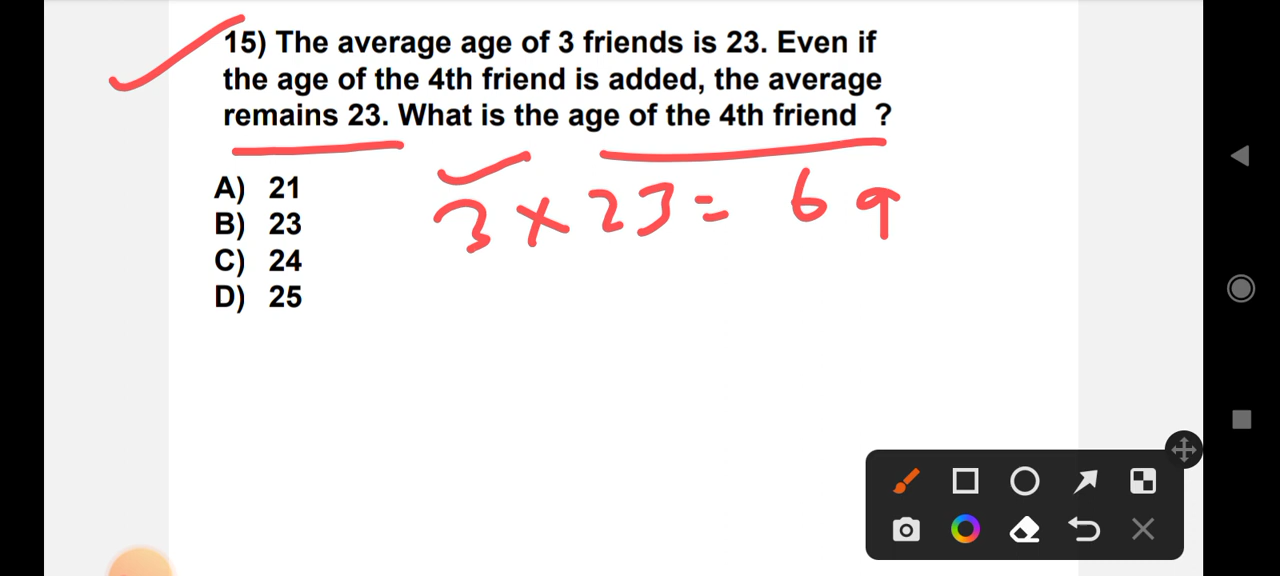 15) The average age of 3 friends is 23. Even if
the age of the 4th friend is added, the average
remains 23. What is the age of the 4th friend ?
3 × 23 = 69
A) 21
B) 23
C) 24
D) 25